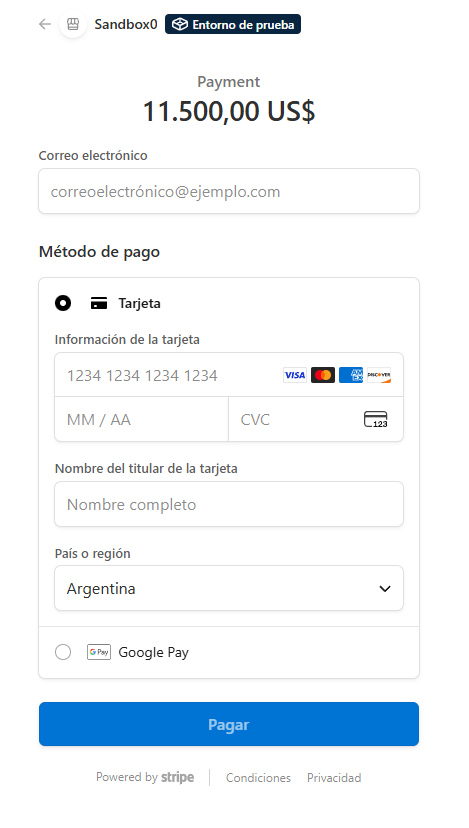 Sandbox0 Entorno de prueba
Payment
11.500,00 US$
Correo electrónico
correoelectrónico@ejemplo.com
Método de pago
Tarjeta
Información de la tarjeta
1234 1234 1234 1234 VISA AMEX DISCOVER
MM / AA CVC 123
Nombre del titular de la tarjeta
Nombre completo
País o región
Argentina
G Pay Google Pay
Pagar
Powered by stripe Condiciones Privacidad